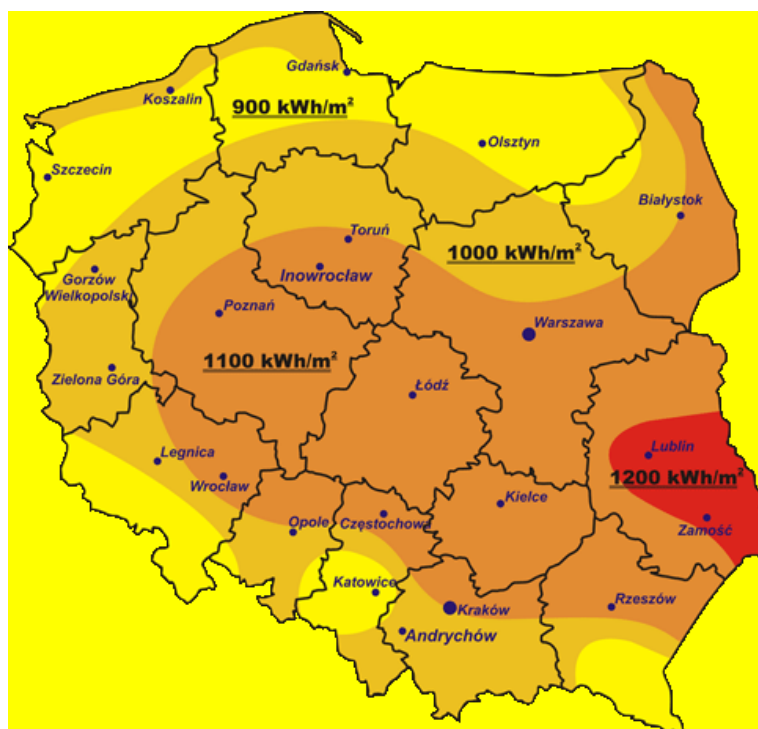 Gdańsk
Koszalin
900 kWh/m²
Olsztyn
Szczecin
Białystok
Toruń
1000 kWh/m²
Gorzów
Wielkopolski
Inowrocław
Poznań
Warszawa
1100 kWh/m²
Zielona Góra
Łódź
Legnica
Lublin
Wrocław
1200 kWh/m²
Kielce
Opole
Częstochowa
Zamość
Katowice
Kraków
Rzeszów
Andrychów